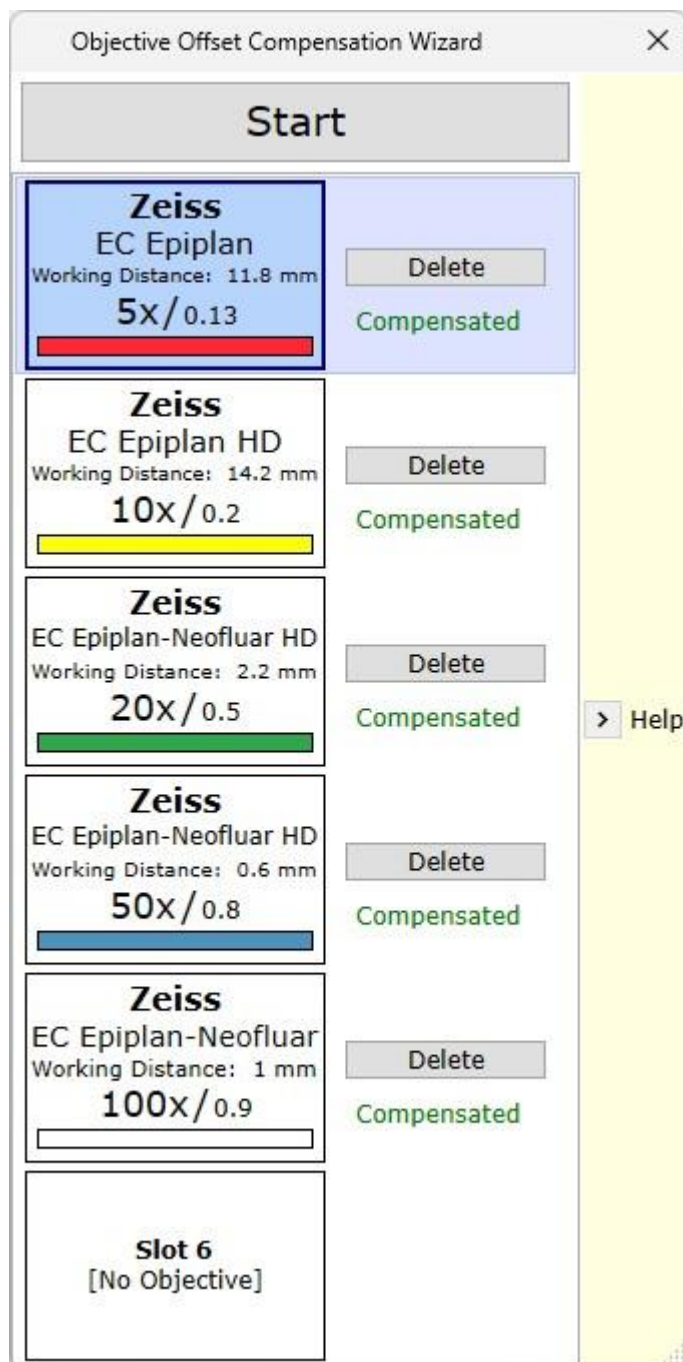 Objective Offset Compensation Wizard
Start
Zeiss
EC Epiplan
Working Distance: 11.8 mm
5x/0.13
Delete
Compensated
Zeiss
EC Epiplan HD
Working Distance: 14.2 mm
10x/0.2
Delete
Compensated
Zeiss
EC Epiplan-Neofluar HD
Working Distance: 2.2 mm
20x/0.5
Delete
Compensated
Zeiss
EC Epiplan-Neofluar HD
Working Distance: 0.6 mm
50x/0.8
Delete
Compensated
Zeiss
EC Epiplan-Neofluar
Working Distance: 1 mm
100x/0.9
Delete
Compensated
Slot 6
[No Objective]
> Help